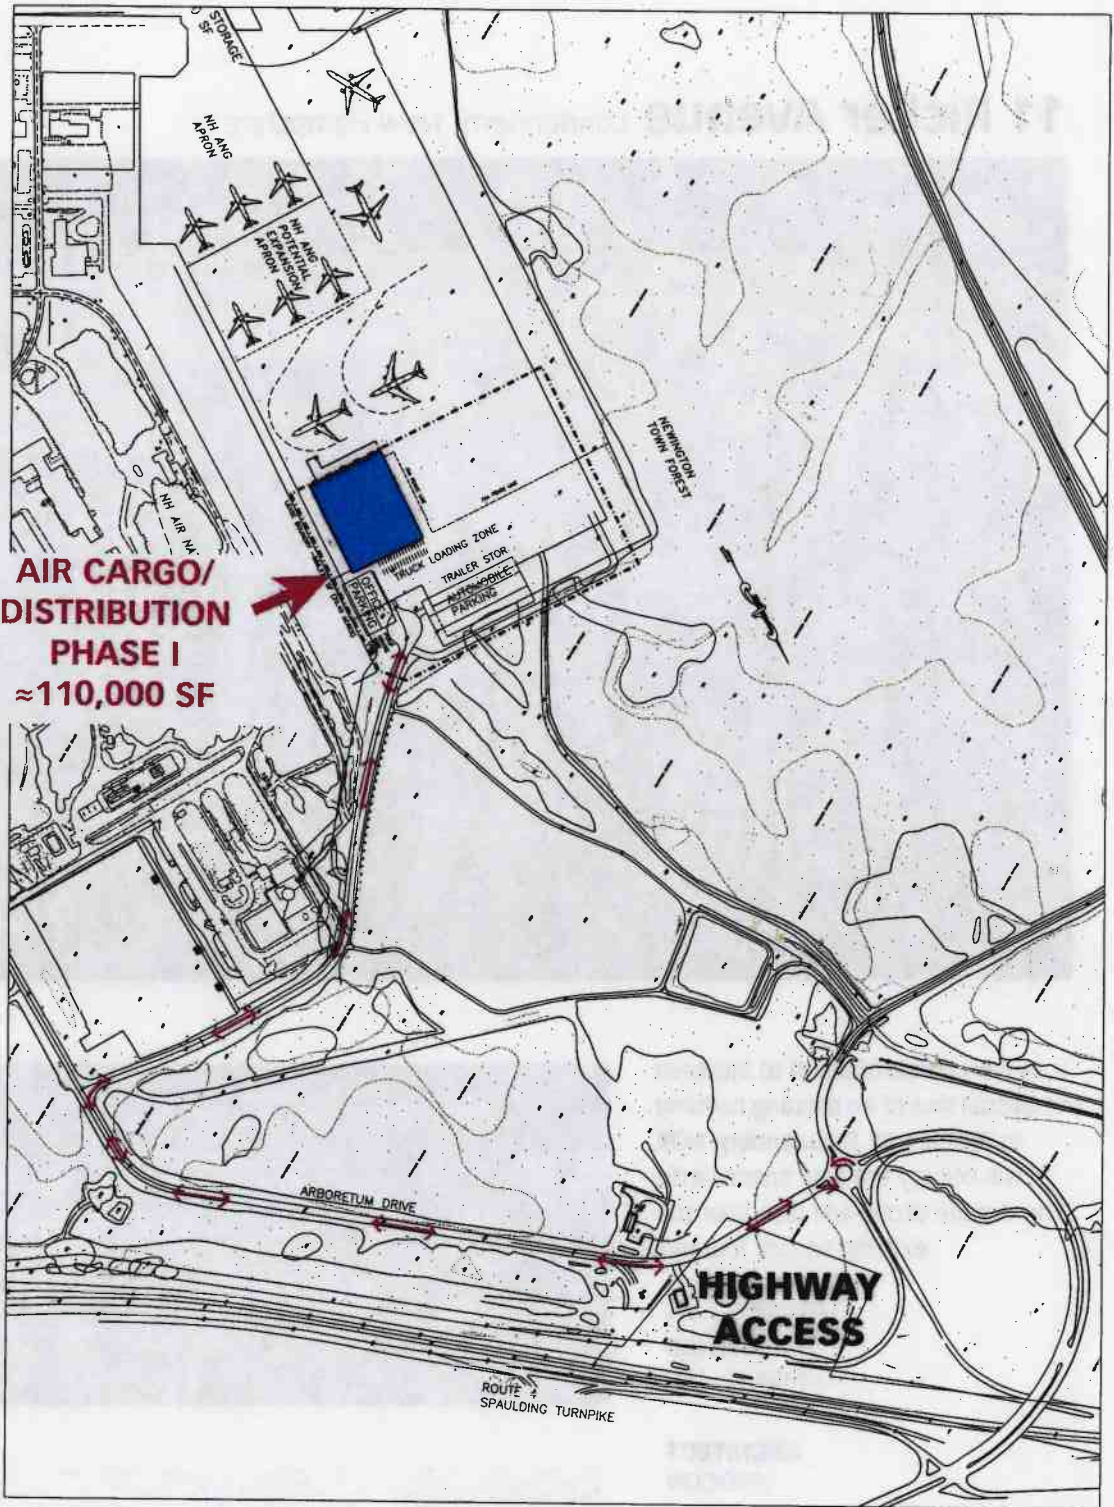 STORAGE
SF
NH ANG
APRON
NH ANG
POTENTIAL
EXPANSION
APRON
NEWINGTON
TOWN FOREST
NH AIR NA
TRUCK LOADING ZONE
TRAILER STOR
AUTOMOBILE
PARKING
OFFICE
PARKING
AIR CARGO/
DISTRIBUTION
PHASE I
≈110,000 SF
ARBORETUM DRIVE
HIGHWAY
ACCESS
ROUTE 4
SPAULDING TURNPIKE